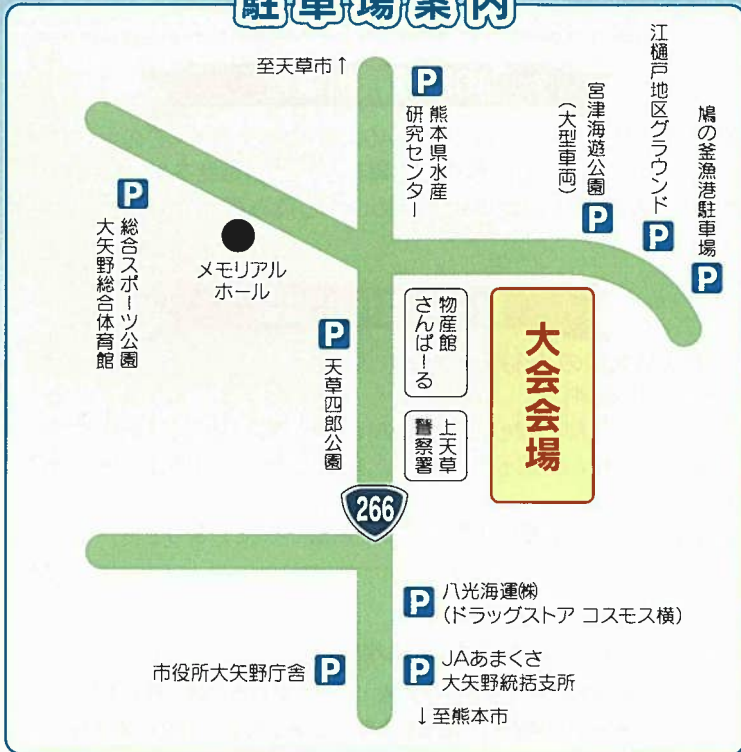 駐車場案内
至天草市↑
P
熊本県水産
研究センター
P
宮津海遊公園
(大型車両)
P
江樋戸地区グラウンド
P
鳩の釜漁港駐車場
P
総合スポーツ公園
大矢野総合体育館
メモリアル
ホール
P
天草四郎公園
物産館
さんぱーる
上天草
警察署
大会会場
266
P
八光海運㈱
(ドラッグストア コスモス横)
市役所大矢野庁舎
P
P
JAあまくさ
大矢野統括支所
↓至熊本市